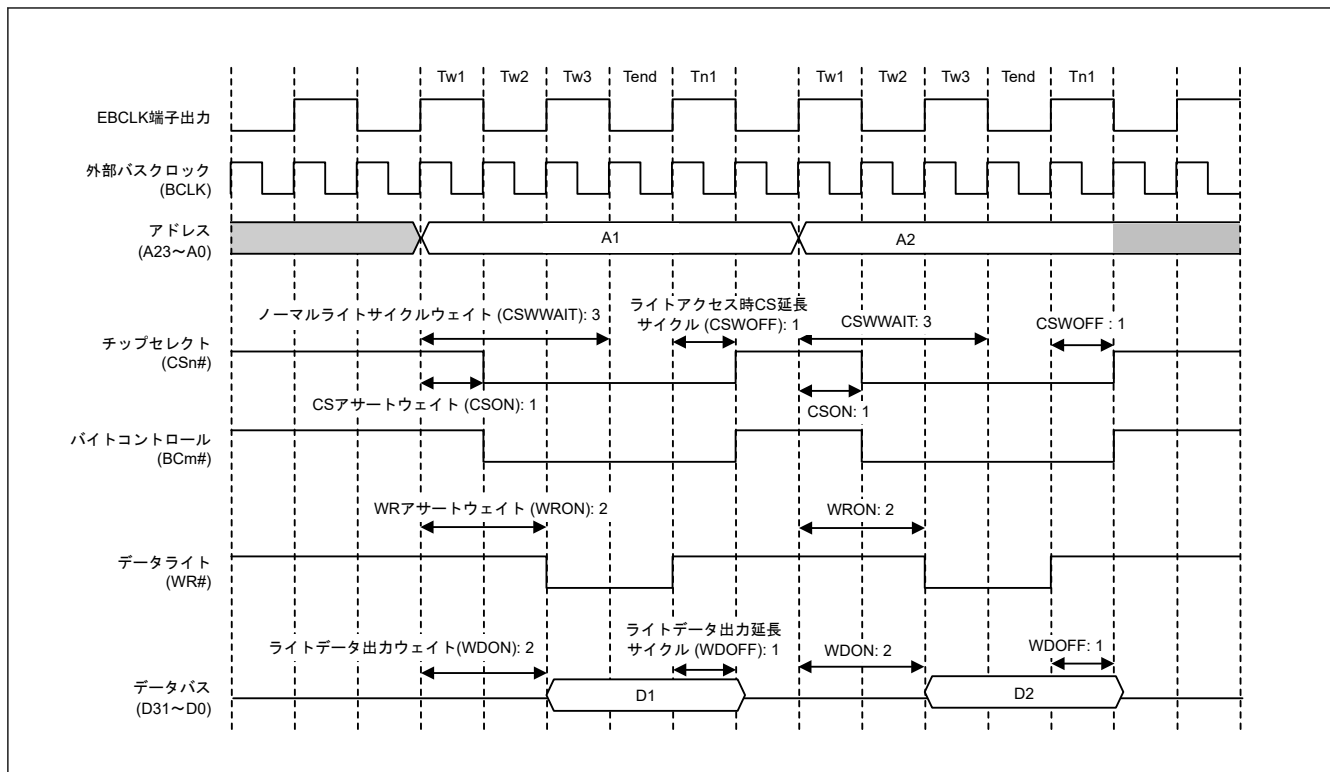 Tw1 Tw2 Tw3 Tend Tn1 Tw1 Tw2 Tw3 Tend Tn1
EBCLK端子出力
外部バスクロック
(BCLK)
アドレス
(A23～A0)
A1 A2
ノーマルライトサイクルウェイト (CSWWAIT): 3
ライトアクセス時CS延長
サイクル (CSWOFF): 1
CSWWAIT: 3
CSWOFF : 1
チップセレクト
(CSn#)
CSアサートウェイト (CSON): 1
CSON: 1
バイトコントロール
(BCm#)
WRアサートウェイト (WRON): 2
WRON: 2
データライト
(WR#)
ライトデータ出力ウェイト(WDON): 2
ライトデータ出力延長
サイクル (WDOFF): 1
WDON: 2
WDOFF: 1
データバス
(D31～D0)
D1 D2